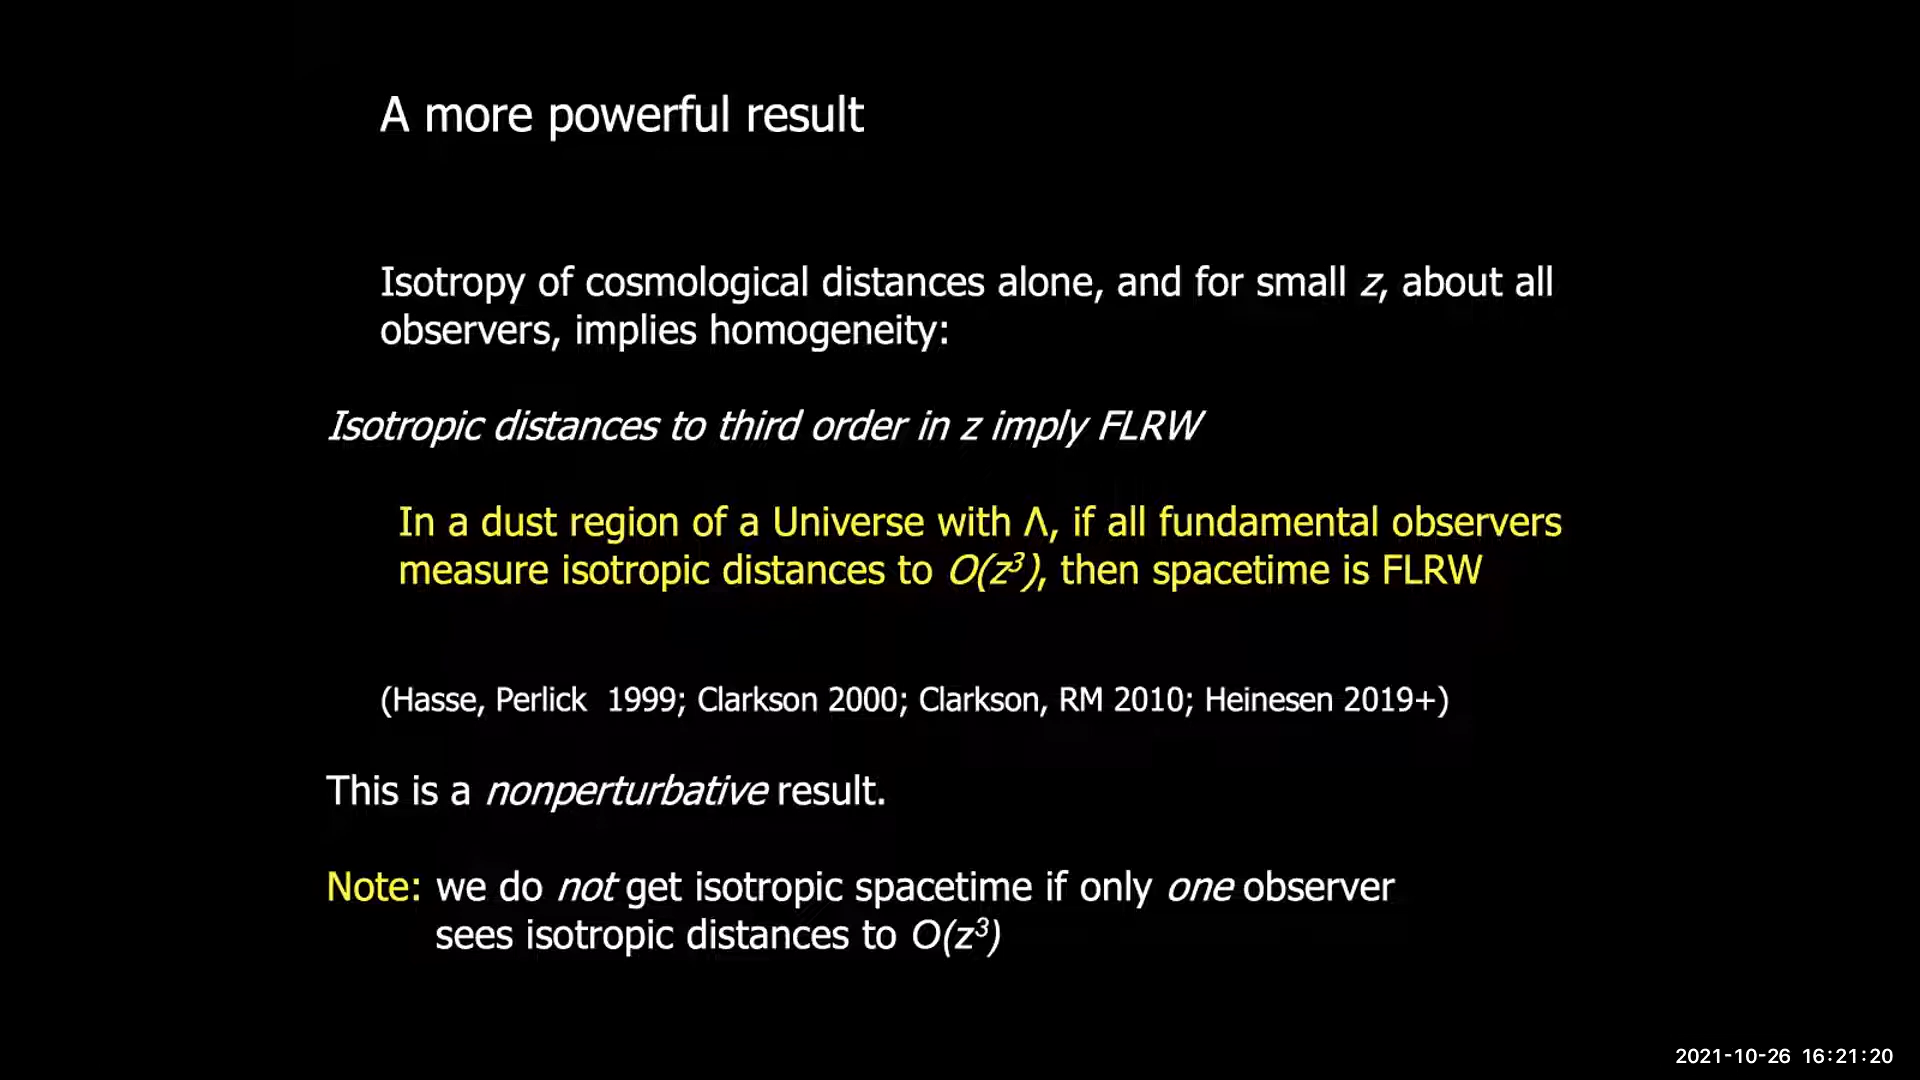 A more powerful result
Isotropy of cosmological distances alone, and for small z, about all
observers, implies homogeneity:
Isotropic distances to third order in z imply FLRW
In a dust region of a Universe with Λ, if all fundamental observers
measure isotropic distances to O(z³), then spacetime is FLRW
(Hasse, Perlick 1999; Clarkson 2000; Clarkson, RM 2010; Heinesen 2019+)
This is a nonperturbative result.
Note: we do not get isotropic spacetime if only one observer
sees isotropic distances to O(z³)
2021-10-26 16:21:20